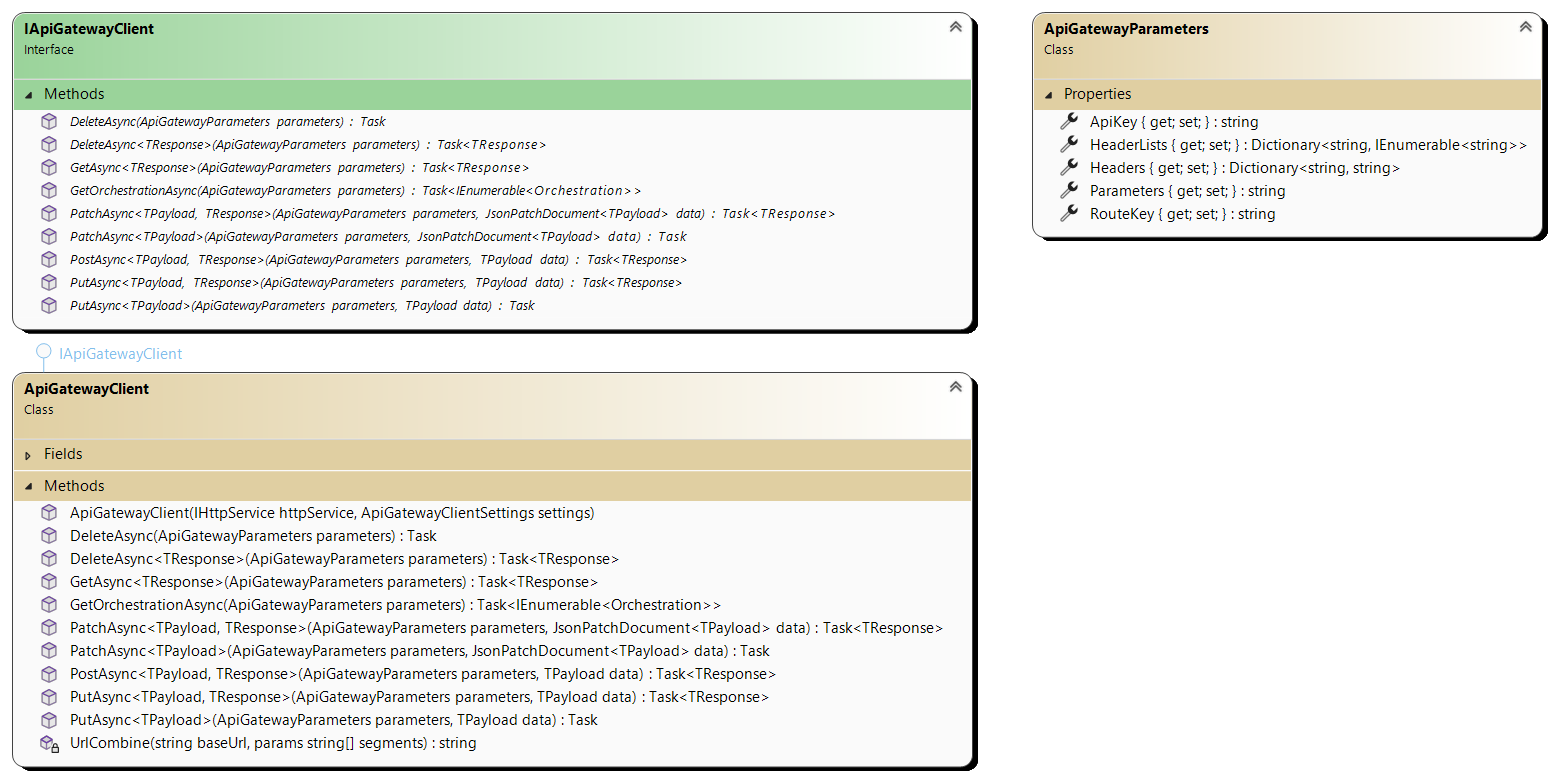 IApiGatewayClient
Interface
Methods
DeleteAsync(ApiGatewayParameters parameters) : Task
DeleteAsync<TResponse>(ApiGatewayParameters parameters) : Task<TResponse>
GetAsync<TResponse>(ApiGatewayParameters parameters) : Task<TResponse>
GetOrchestrationAsync(ApiGatewayParameters parameters) : Task<IEnumerable<Orchestration>>
PatchAsync<TPayload, TResponse>(ApiGatewayParameters parameters, JsonPatchDocument<TPayload> data) : Task<TResponse>
PatchAsync<TPayload>(ApiGatewayParameters parameters, JsonPatchDocument<TPayload> data) : Task
PostAsync<TPayload, TResponse>(ApiGatewayParameters parameters, TPayload data) : Task<TResponse>
PutAsync<TPayload, TResponse>(ApiGatewayParameters parameters, TPayload data) : Task<TResponse>
PutAsync<TPayload>(ApiGatewayParameters parameters, TPayload data) : Task
ApiGatewayParameters
Class
Properties
ApiKey { get; set; } : string
HeaderLists { get; set; } : Dictionary<string, IEnumerable<string>>
Headers { get; set; } : Dictionary<string, string>
Parameters { get; set; } : string
RouteKey { get; set; } : string
IApiGatewayClient
ApiGatewayClient
Class
Fields
Methods
ApiGatewayClient(IHttpService httpService, ApiGatewayClientSettings settings)
DeleteAsync(ApiGatewayParameters parameters) : Task
DeleteAsync<TResponse>(ApiGatewayParameters parameters) : Task<TResponse>
GetAsync<TResponse>(ApiGatewayParameters parameters) : Task<TResponse>
GetOrchestrationAsync(ApiGatewayParameters parameters) : Task<IEnumerable<Orchestration>>
PatchAsync<TPayload, TResponse>(ApiGatewayParameters parameters, JsonPatchDocument<TPayload> data) : Task<TResponse>
PatchAsync<TPayload>(ApiGatewayParameters parameters, JsonPatchDocument<TPayload> data) : Task
PostAsync<TPayload, TResponse>(ApiGatewayParameters parameters, TPayload data) : Task<TResponse>
PutAsync<TPayload, TResponse>(ApiGatewayParameters parameters, TPayload data) : Task<TResponse>
PutAsync<TPayload>(ApiGatewayParameters parameters, TPayload data) : Task
UrlCombine(string baseUrl, params string[] segments) : string